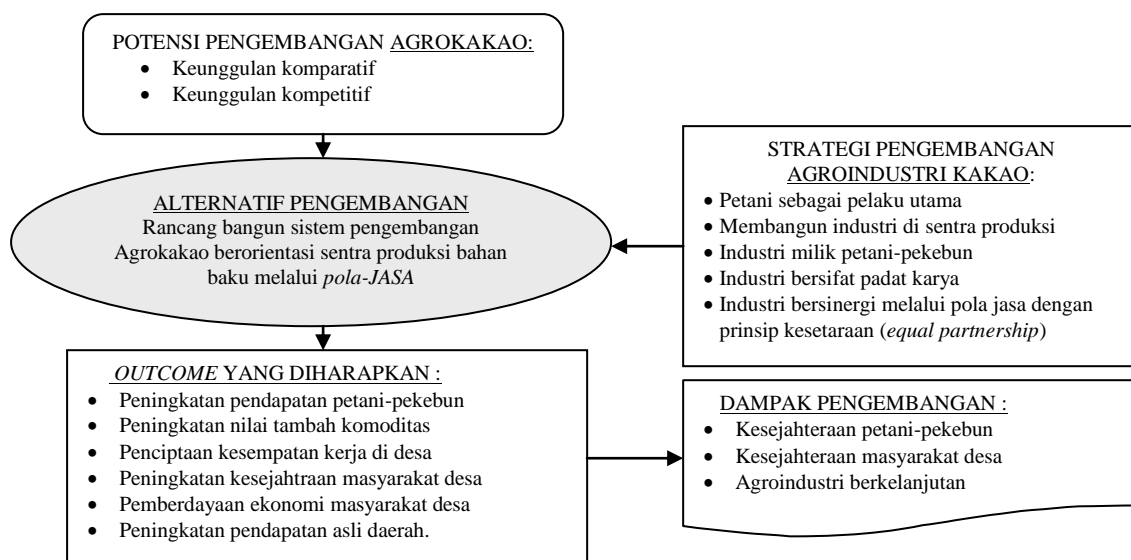 POTENSI PENGEMBANGAN AGROKAKAO:
• Keunggulan komparatif
• Keunggulan kompetitif
ALTERNATIF PENGEMBANGAN
Rancang bangun sistem pengembangan
Agrokakao berorientasi sentra produksi bahan
baku melalui pola-JASA
STRATEGI PENGEMBANGAN
AGROINDUSTRI KAKAO:
• Petani sebagai pelaku utama
• Membangun industri di sentra produksi
• Industri milik petani-pekebun
• Industri bersifat padat karya
• Industri bersinergi melalui pola jasa dengan
prinsip kesetaraan (equal partnership)
OUTCOME YANG DIHARAPKAN :
• Peningkatan pendapatan petani-pekebun
• Peningkatan nilai tambah komoditas
• Penciptaan kesempatan kerja di desa
• Peningkatan kesejahtraan masyarakat desa
• Pemberdayaan ekonomi masyarakat desa
• Peningkatan pendapatan asli daerah.
DAMPAK PENGEMBANGAN :
• Kesejahteraan petani-pekebun
• Kesejahteraan masyarakat desa
• Agroindustri berkelanjutan